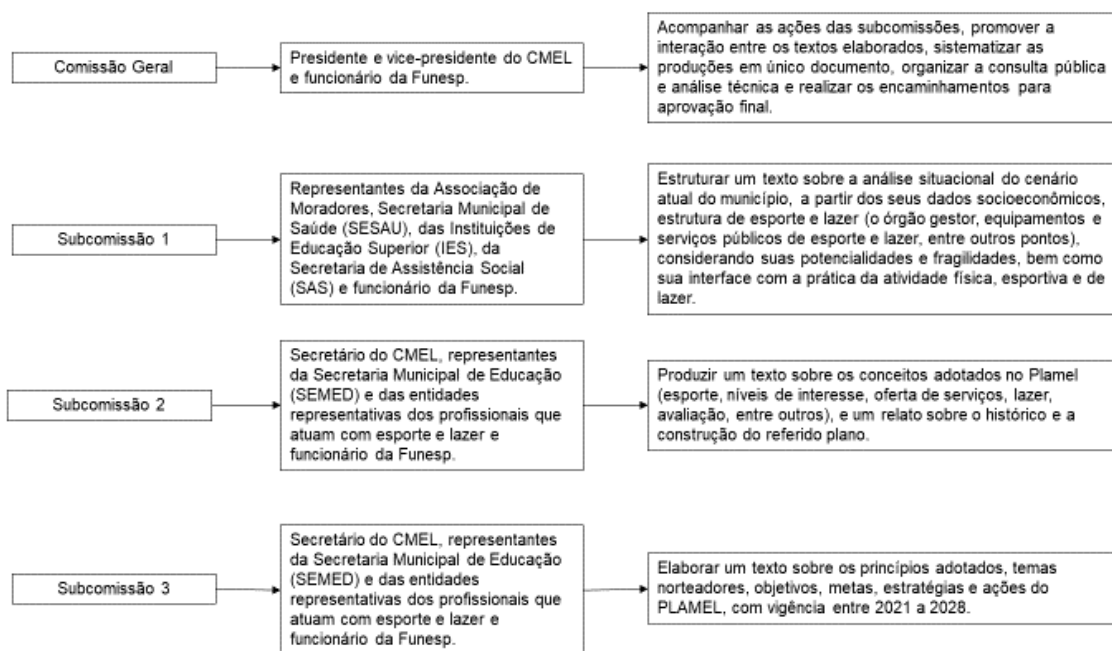 Comissão Geral
Presidente e vice-presidente do CMEL
e funcionário da Funesp.
Acompanhar as ações das subcomissões, promover a
interação entre os textos elaborados, sistematizar as
produções em único documento, organizar a consulta pública
e análise técnica e realizar os encaminhamentos para
aprovação final.
Subcomissão 1
Representantes da Associação de
Moradores, Secretaria Municipal de
Saúde (SESAU), das Instituições de
Educação Superior (IES), da
Secretaria de Assistência Social
(SAS) e funcionário da Funesp.
Estruturar um texto sobre a análise situacional do cenário
atual do município, a partir dos seus dados socioeconômicos,
estrutura de esporte e lazer (o órgão gestor, equipamentos e
serviços públicos de esporte e lazer, entre outros pontos),
considerando suas potencialidades e fragilidades, bem como
sua interface com a prática da atividade física, esportiva e de
lazer.
Subcomissão 2
Secretário do CMEL, representantes
da Secretaria Municipal de Educação
(SEMED) e das entidades
representativas dos profissionais que
atuam com esporte e lazer e
funcionário da Funesp.
Produzir um texto sobre os conceitos adotados no Plamel
(esporte, níveis de interesse, oferta de serviços, lazer,
avaliação, entre outros), e um relato sobre o histórico e a
construção do referido plano.
Subcomissão 3
Secretário do CMEL, representantes
da Secretaria Municipal de Educação
(SEMED) e das entidades
representativas dos profissionais que
atuam com esporte e lazer e
funcionário da Funesp.
Elaborar um texto sobre os princípios adotados, temas
norteadores, objetivos, metas, estratégias e ações do
PLAMEL, com vigência entre 2021 a 2028.